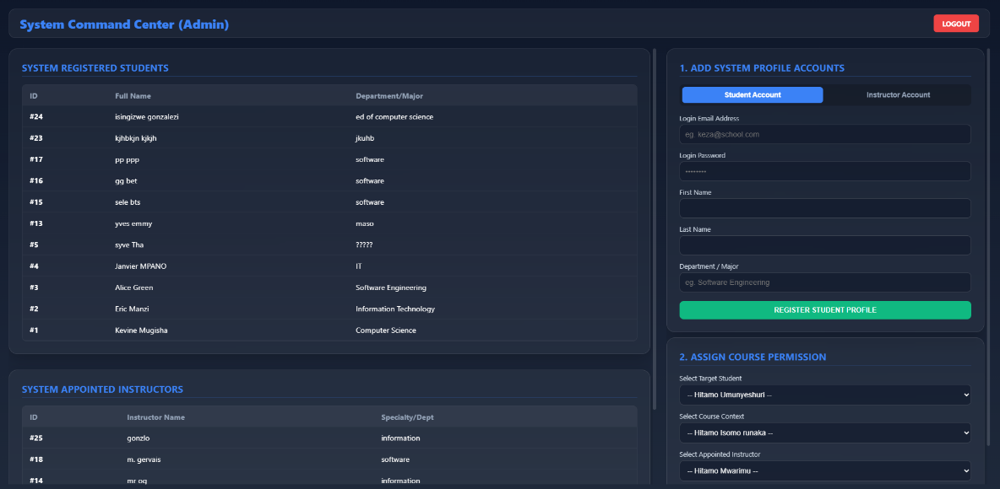 System Command Center (Admin)
LOGOUT
SYSTEM REGISTERED STUDENTS
ID Full Name Department/Major
#24 isingizwe gonzalezi ed of computer science
#23 kjhbkjn kjkjh jkuhb
#17 pp ppp software
#16 gg bet software
#15 sele bts software
#13 yves emmy maso
#5 syve Tha ?????
#4 Janvier MPANO IT
#3 Alice Green Software Engineering
#2 Eric Manzi Information Technology
#1 Kevine Mugisha Computer Science
SYSTEM APPOINTED INSTRUCTORS
ID Instructor Name Specialty/Dept
#25 gonzlo information
#18 m. gervais software
#14 mr og information
1. ADD SYSTEM PROFILE ACCOUNTS
Student Account Instructor Account
Login Email Address
eg. keza@school.com
Login Password
••••••••
First Name
Last Name
Department / Major
eg. Software Engineering
REGISTER STUDENT PROFILE
2. ASSIGN COURSE PERMISSION
Select Target Student
-- Hitamo Umunyeshuri --
Select Course Context
-- Hitamo Isomo runaka --
Select Appointed Instructor
-- Hitamo Mwarimu --